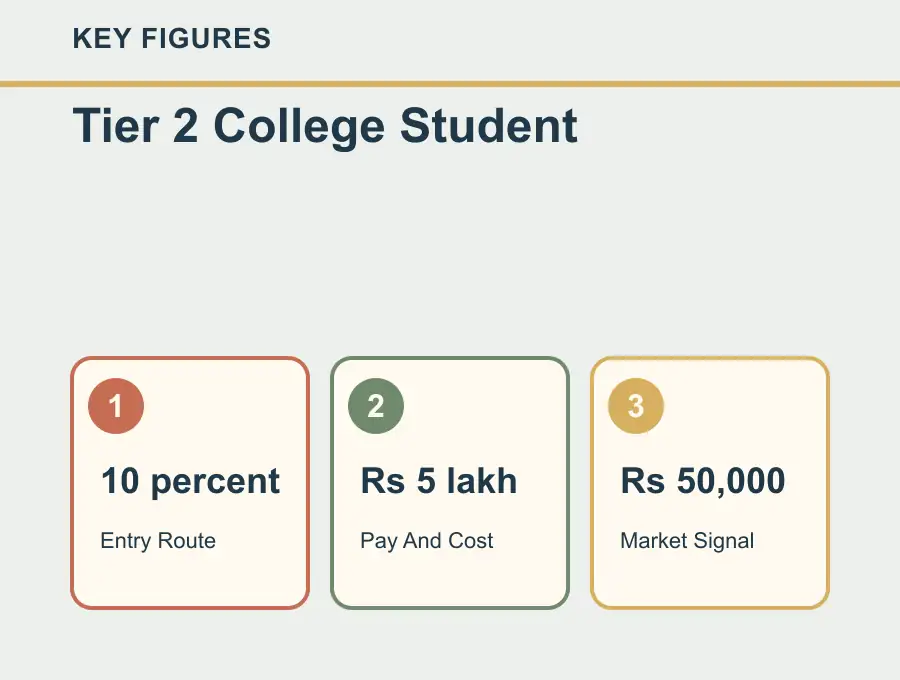 KEY FIGURES
Tier 2 College Student
1
2
3
10 percent
Rs 5 lakh
Rs 50,000
Entry Route
Pay And Cost
Market Signal